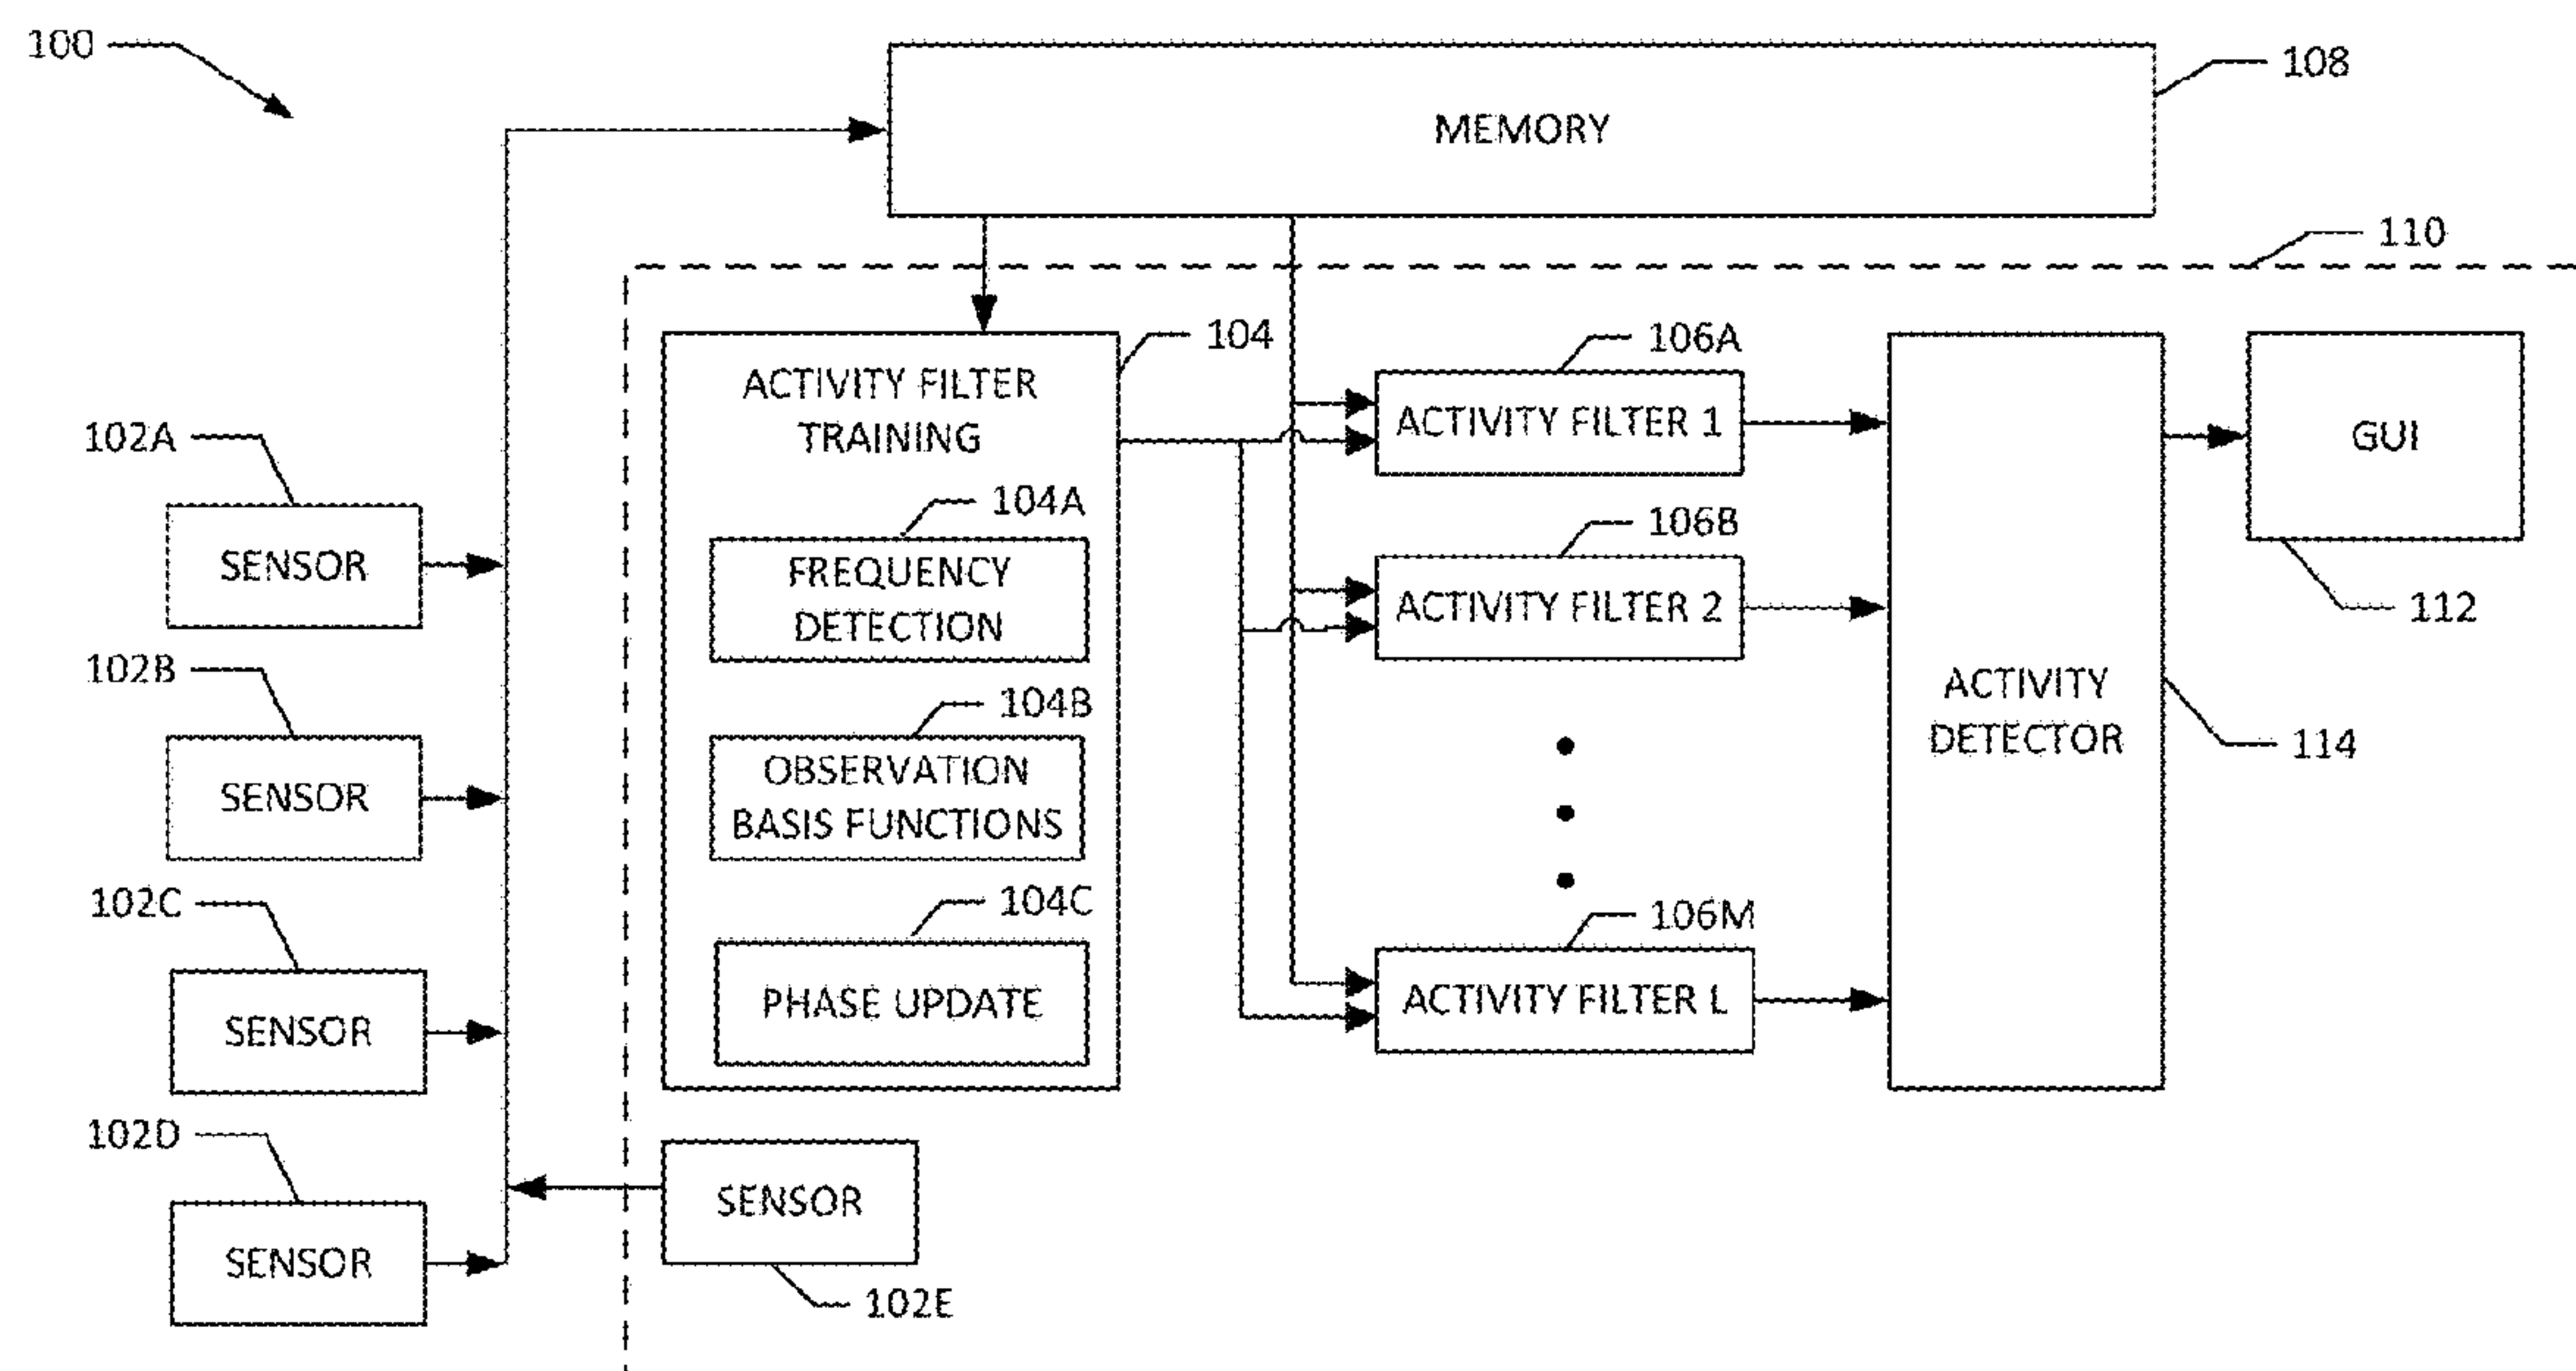 100
MEMORY
108
110
104
ACTIVITY FILTER
TRAINING
104A
FREQUENCY
DETECTION
104B
OBSERVATION
BASIS FUNCTIONS
104C
PHASE UPDATE
102A
SENSOR
102B
SENSOR
102C
SENSOR
102D
SENSOR
SENSOR
102E
106A
ACTIVITY FILTER 1
106B
ACTIVITY FILTER 2
106M
ACTIVITY FILTER L
ACTIVITY
DETECTOR
114
GUI
112